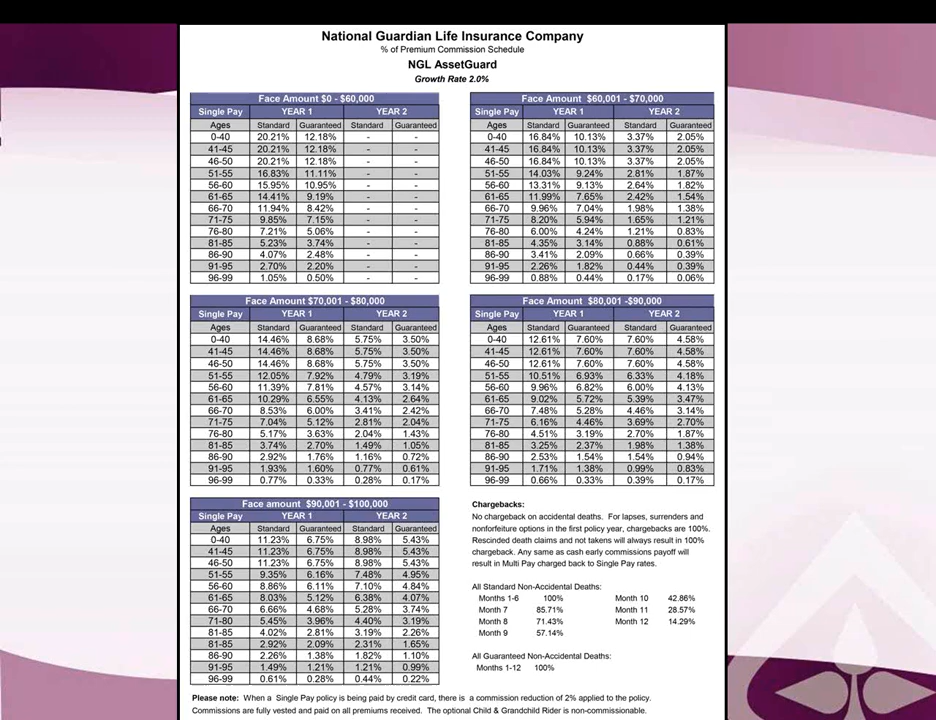 National Guardian Life Insurance Company
% of Premium Commission Schedule
NGL AssetGuard
Growth Rate 2.0%
Face Amount $0 - $60,000
Single Pay YEAR 1 YEAR 2
Ages Standard Guaranteed Standard Guaranteed
0-40 20.21% 12.18% - -
41-45 20.21% 12.18% - -
46-50 20.21% 12.18% - -
51-55 16.83% 11.11% - -
56-60 15.95% 10.95% - -
61-65 14.41% 9.19% - -
66-70 11.94% 8.42% - -
71-75 9.85% 7.15% - -
76-80 7.21% 5.06% - -
81-85 5.23% 3.74% - -
86-90 4.07% 2.48% - -
91-95 2.70% 2.20% - -
96-99 1.05% 0.50% - -
Face Amount $60,001 - $70,000
Single Pay YEAR 1 YEAR 2
Ages Standard Guaranteed Standard Guaranteed
0-40 16.84% 10.13% 3.37% 2.05%
41-45 16.84% 10.13% 3.37% 2.05%
46-50 16.84% 10.13% 3.37% 2.05%
51-55 14.03% 9.24% 2.81% 1.87%
56-60 13.31% 9.13% 2.64% 1.82%
61-65 11.99% 7.65% 2.42% 1.54%
66-70 9.96% 7.04% 1.98% 1.38%
71-75 8.20% 5.94% 1.65% 1.21%
76-80 6.00% 4.24% 1.21% 0.83%
81-85 4.35% 3.14% 0.88% 0.61%
86-90 3.41% 2.09% 0.66% 0.39%
91-95 2.26% 1.82% 0.44% 0.39%
96-99 0.88% 0.44% 0.17% 0.06%
Face Amount $70,001 - $80,000
Single Pay YEAR 1 YEAR 2
Ages Standard Guaranteed Standard Guaranteed
0-40 14.46% 8.68% 5.75% 3.50%
41-45 14.46% 8.68% 5.75% 3.50%
46-50 14.46% 8.68% 5.75% 3.50%
51-55 12.05% 7.92% 4.79% 3.19%
56-60 11.39% 7.81% 4.57% 3.14%
61-65 10.29% 6.55% 4.13% 2.64%
66-70 8.53% 6.00% 3.41% 2.42%
71-75 7.04% 5.12% 2.81% 2.04%
76-80 5.17% 3.63% 2.04% 1.43%
81-85 3.74% 2.70% 1.49% 1.05%
86-90 2.92% 1.76% 1.16% 0.72%
91-95 1.93% 1.60% 0.77% 0.61%
96-99 0.77% 0.33% 0.28% 0.17%
Face Amount $80,001 -$90,000
Single Pay YEAR 1 YEAR 2
Ages Standard Guaranteed Standard Guaranteed
0-40 12.61% 7.60% 7.60% 4.58%
41-45 12.61% 7.60% 7.60% 4.58%
46-50 12.61% 7.60% 7.60% 4.58%
51-55 10.51% 6.93% 6.33% 4.18%
56-60 9.96% 6.82% 6.00% 4.13%
61-65 9.02% 5.72% 5.39% 3.47%
66-70 7.48% 5.28% 4.46% 3.14%
71-75 6.16% 4.46% 3.69% 2.70%
76-80 4.51% 3.19% 2.70% 1.87%
81-85 3.25% 2.37% 1.98% 1.38%
86-90 2.53% 1.54% 1.54% 0.94%
91-95 1.71% 1.38% 0.99% 0.83%
96-99 0.66% 0.33% 0.39% 0.17%
Face amount $90,001 - $100,000
Single Pay YEAR 1 YEAR 2
Ages Standard Guaranteed Standard Guaranteed
0-40 11.23% 6.75% 8.98% 5.43%
41-45 11.23% 6.75% 8.98% 5.43%
46-50 11.23% 6.75% 8.98% 5.43%
51-55 9.35% 6.16% 7.48% 4.95%
56-60 8.86% 6.11% 7.10% 4.84%
61-65 8.03% 5.12% 6.38% 4.07%
66-70 6.66% 4.68% 5.28% 3.74%
71-80 5.45% 3.96% 4.40% 3.19%
81-85 4.02% 2.81% 3.19% 2.26%
81-85 2.92% 2.09% 2.31% 1.65%
86-90 2.26% 1.38% 1.82% 1.10%
91-95 1.49% 1.21% 1.21% 0.99%
96-99 0.61% 0.28% 0.44% 0.22%
Chargebacks:
No chargeback on accidental deaths. For lapses, surrenders and
nonforfeiture options in the first policy year, chargebacks are 100%.
Rescinded death claims and not takens will always result in 100%
chargeback. Any same as cash early commissions payoff will
result in Multi Pay charged back to Single Pay rates.
All Standard Non-Accidental Deaths:
Months 1-6 100% Month 10 42.86%
Month 7 85.71% Month 11 28.57%
Month 8 71.43% Month 12 14.29%
Month 9 57.14%
All Guaranteed Non-Accidental Deaths:
Months 1-12 100%
Please note: When a Single Pay policy is being paid by credit card, there is a commission reduction of 2% applied to the policy.
Commissions are fully vested and paid on all premiums received. The optional Child & Grandchild Rider is non-commissionable.